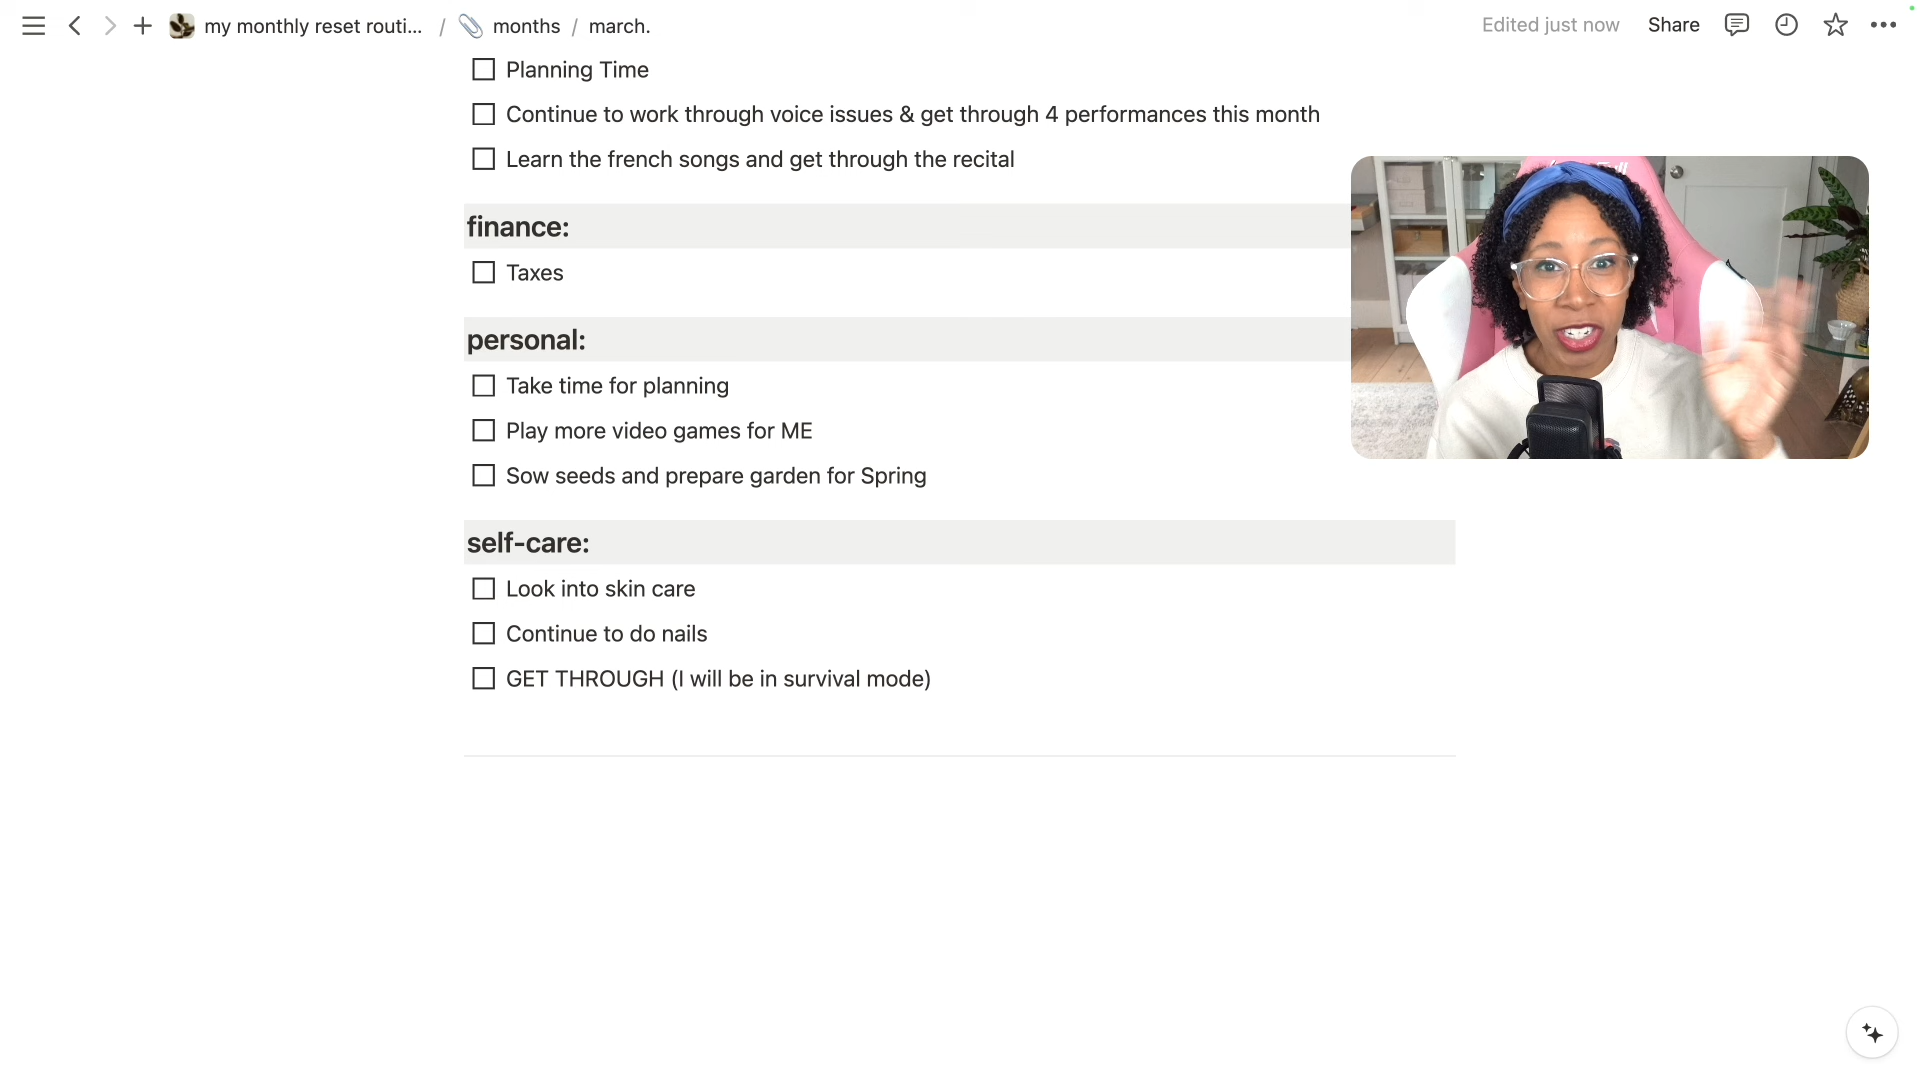 my monthly reset routi... / months / march.
Edited just now Share
Planning Time
Continue to work through voice issues & get through 4 performances this month
Learn the french songs and get through the recital
finance:
Taxes
personal:
Take time for planning
Play more video games for ME
Sow seeds and prepare garden for Spring
self-care:
Look into skin care
Continue to do nails
GET THROUGH (I will be in survival mode)